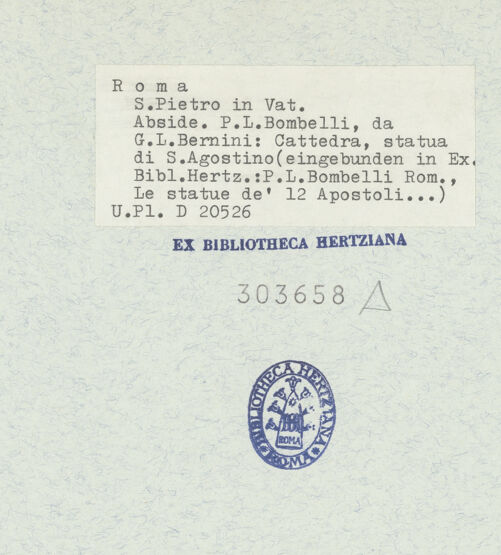 R o m a
S.Pietro in Vat.
Abside. P.L.Bombelli, da
G.L.Bernini: Cattedra, statua
di S.Agostino(eingebunden in Ex.
Bibl.Hertz.:P.L.Bombelli Rom.,
Le statue de' 12 Apostoli...)
U.Pl. D 20526
EX BIBLIOTHECA HERTZIANA
303658
BIBLIOTHECA HERTZIANA
ROMA
ROMA